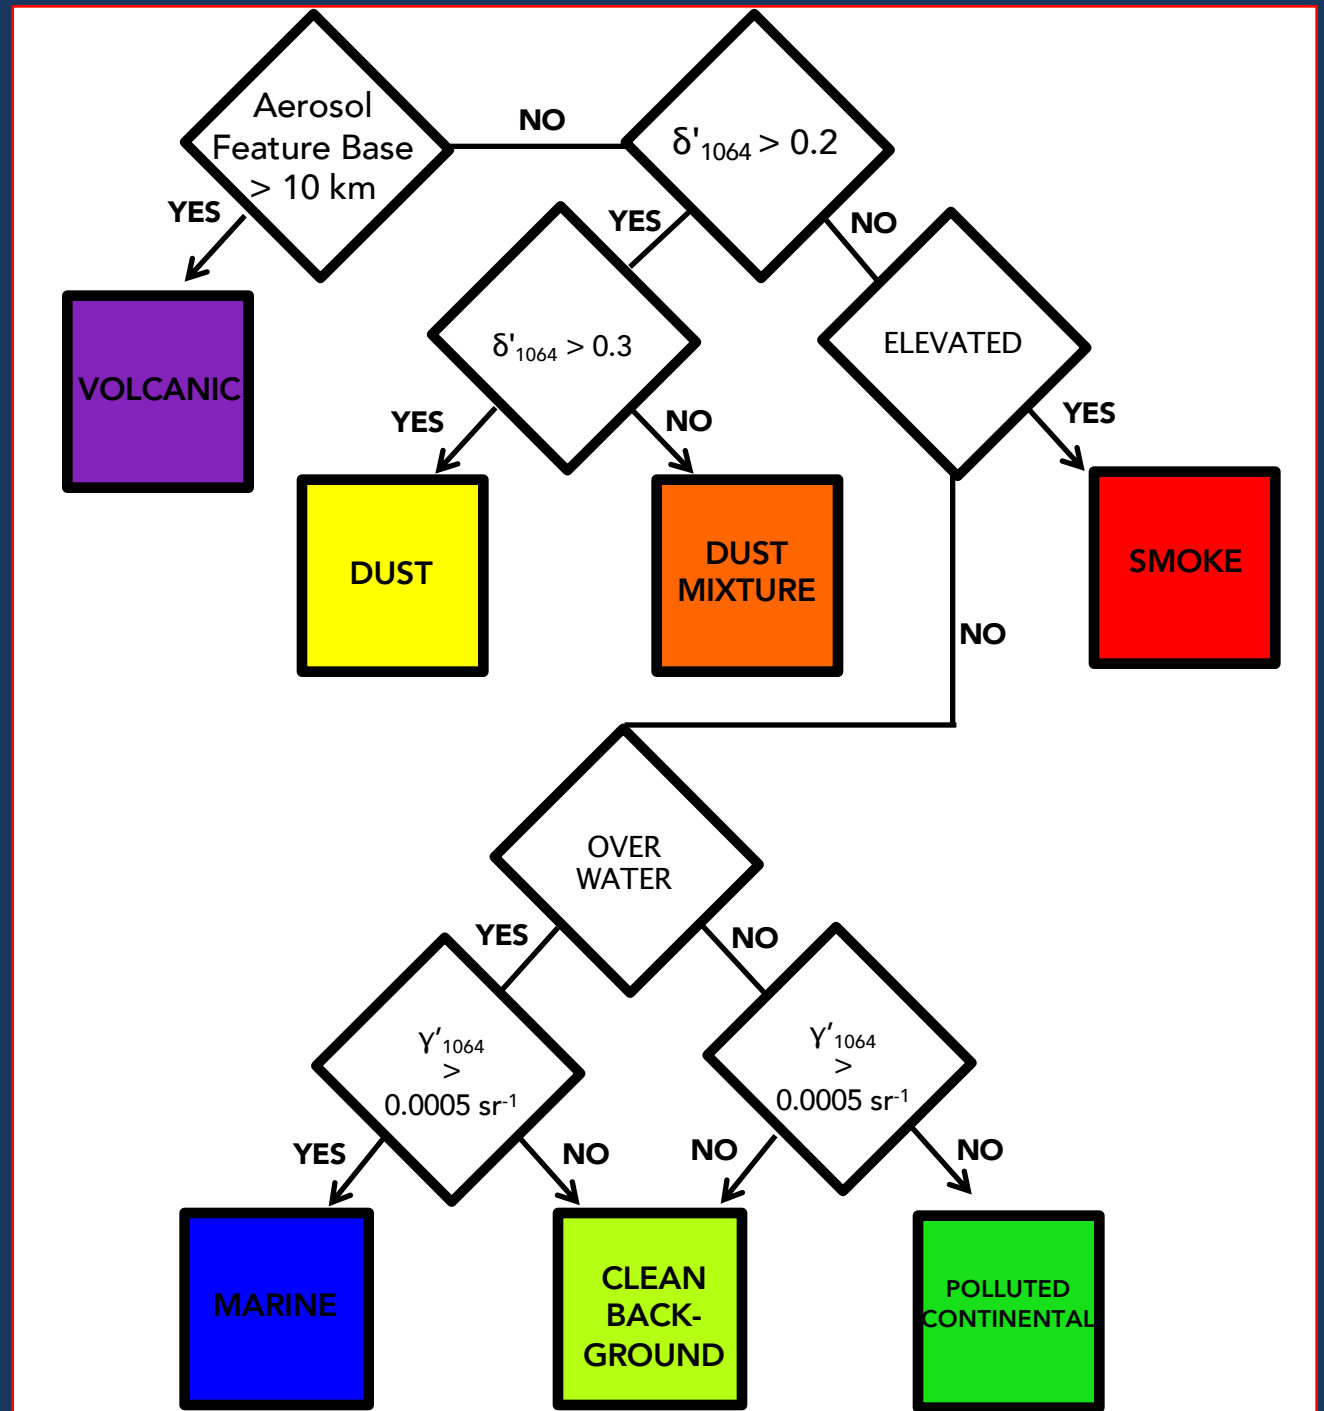 Aerosol
Feature Base
> 10 km
NO
δ'1064 > 0.2
YES
YES
NO
VOLCANIC
δ'1064 > 0.3
ELEVATED
YES
NO
YES
DUST
DUST
MIXTURE
SMOKE
NO
OVER
WATER
YES
NO
γ'1064
>
0.0005 sr-1
γ'1064
>
0.0005 sr-1
YES
NO
NO
NO
MARINE
CLEAN
BACK-
GROUND
POLLUTED
CONTINENTAL